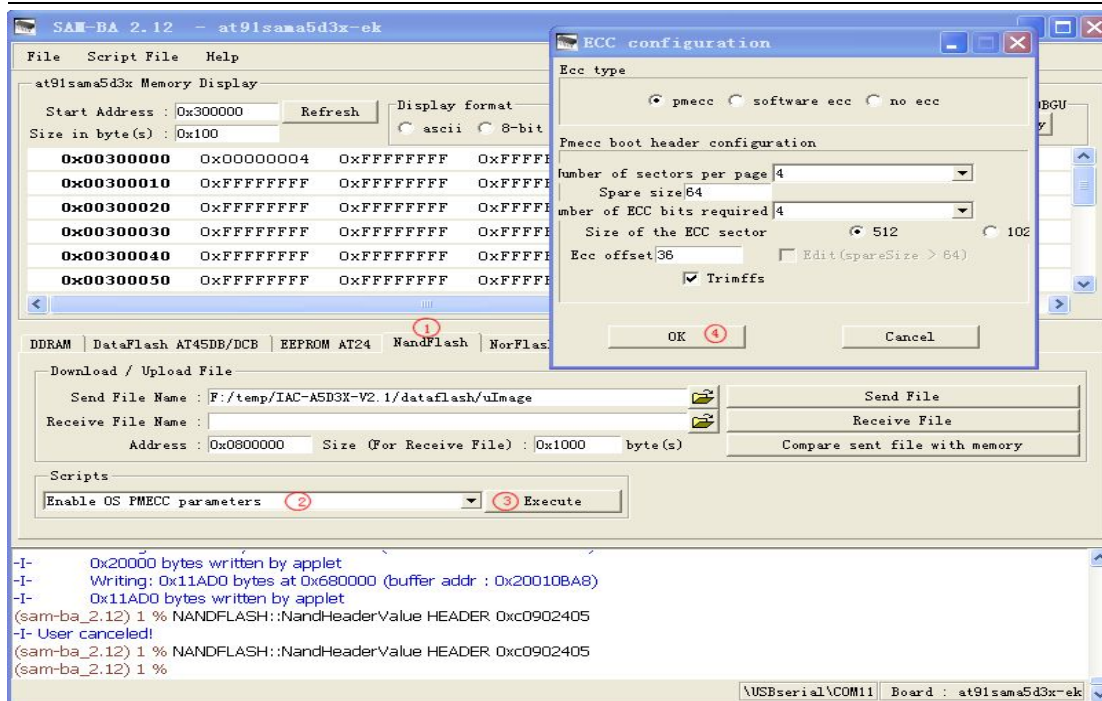 SAM-BA 2.12 - at91sama5d3x-ek
File Script File Help
at91sama5d3x Memory Display
Start Address : 0x300000 Refresh
Size in byte(s) : 0x100
Display format
ascii 8-bit
0x00300000 0x00000004 0xFFFFFFFF 0xFFFFF
0x00300010 0xFFFFFFFF 0xFFFFFFFF 0xFFFFF
0x00300020 0xFFFFFFFF 0xFFFFFFFF 0xFFFFF
0x00300030 0xFFFFFFFF 0xFFFFFFFF 0xFFFFF
0x00300040 0xFFFFFFFF 0xFFFFFFFF 0xFFFFF
0x00300050 0xFFFFFFFF 0xFFFFFFFF 0xFFFFF
ECC configuration
Ecc type
pmecc software ecc no ecc
Pmecc boot header configuration
umber of sectors per page 4
Spare size 64
mber of ECC bits required 4
Size of the ECC sector 512 102
Ecc offset 36 Edit(spareSize > 64)
Trimffs
OK ④ Cancel
①
DDRAM DataFlash AT45DB/DCB EEPROM AT24 NandFlash NorFlas
Download / Upload File
Send File Name : F:/temp/IAC-A5D3X-V2.1/dataflash/uImage Send File
Receive File Name : Receive File
Address : 0x0800000 Size (For Receive File) : 0x1000 byte(s) Compare sent file with memory
Scripts
Enable OS PMECC parameters ② ③ Execute
-I- 0x20000 bytes written by applet
-I- Writing: 0x11AD0 bytes at 0x680000 (buffer addr : 0x20010BA8)
-I- 0x11AD0 bytes written by applet
(sam-ba_2.12) 1 % NANDFLASH::NandHeaderValue HEADER 0xc0902405
-I- User canceled!
(sam-ba_2.12) 1 % NANDFLASH::NandHeaderValue HEADER 0xc0902405
(sam-ba_2.12) 1 %
\USBserial\COM11 Board : at91sama5d3x-ek